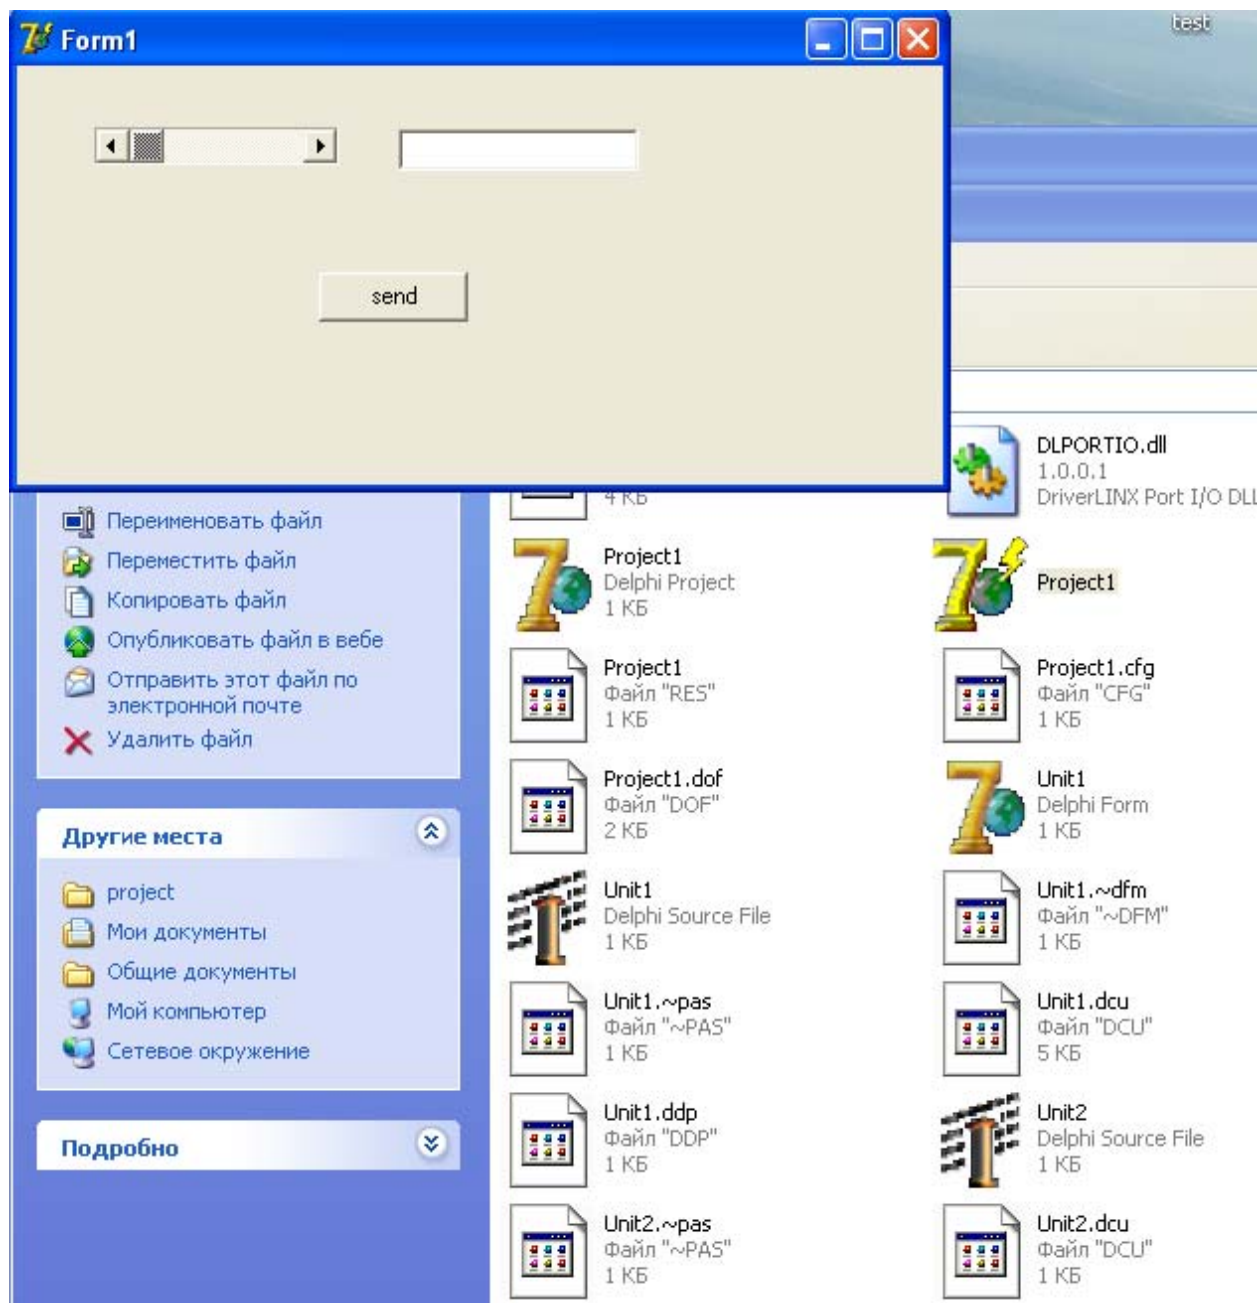 test
Form1
send
4 КБ
DLPORTIO.dll
1.0.0.1
DriverLINX Port I/O DLL
Переименовать файл
Переместить файл
Копировать файл
Опубликовать файл в вебе
Отправить этот файл по
электронной почте
Удалить файл
Другие места
project
Мои документы
Общие документы
Мой компьютер
Сетевое окружение
Подробно
Project1
Delphi Project
1 КБ
Project1
Project1
Файл "RES"
1 КБ
Project1.cfg
Файл "CFG"
1 КБ
Project1.dof
Файл "DOF"
2 КБ
Unit1
Delphi Form
1 КБ
Unit1
Delphi Source File
1 КБ
Unit1.~dfm
Файл "~DFM"
1 КБ
Unit1.~pas
Файл "~PAS"
1 КБ
Unit1.dcu
Файл "DCU"
5 КБ
Unit1.ddp
Файл "DDP"
1 КБ
Unit2
Delphi Source File
1 КБ
Unit2.~pas
Файл "~PAS"
1 КБ
Unit2.dcu
Файл "DCU"
1 КБ